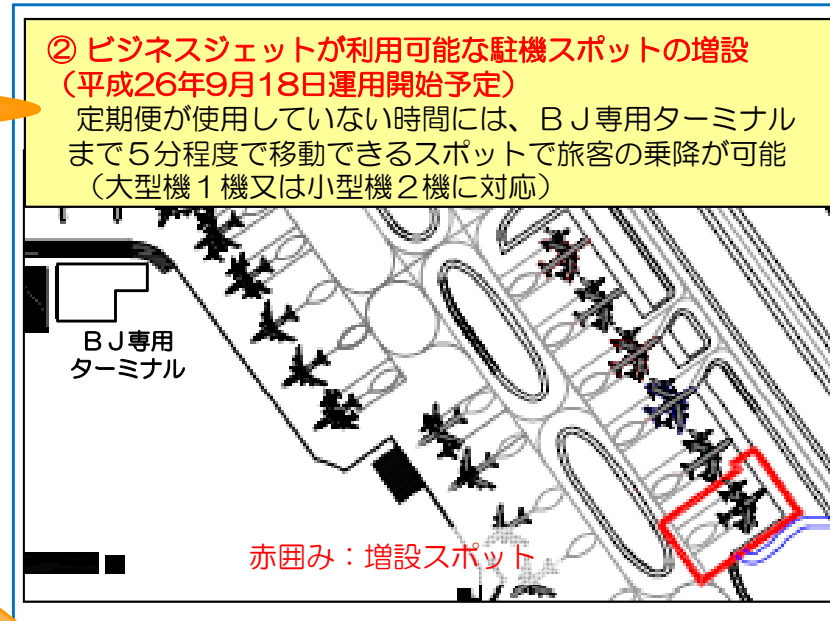 ② ビジネスジェットが利用可能な駐機スポットの増設
（平成26年9月18日運用開始予定）
定期便が使用していない時間には、ＢＪ専用ターミナル
まで５分程度で移動できるスポットで旅客の乗降が可能
（大型機１機又は小型機２機に対応）
ＢＪ専用
ターミナル
赤囲み：増設スポット